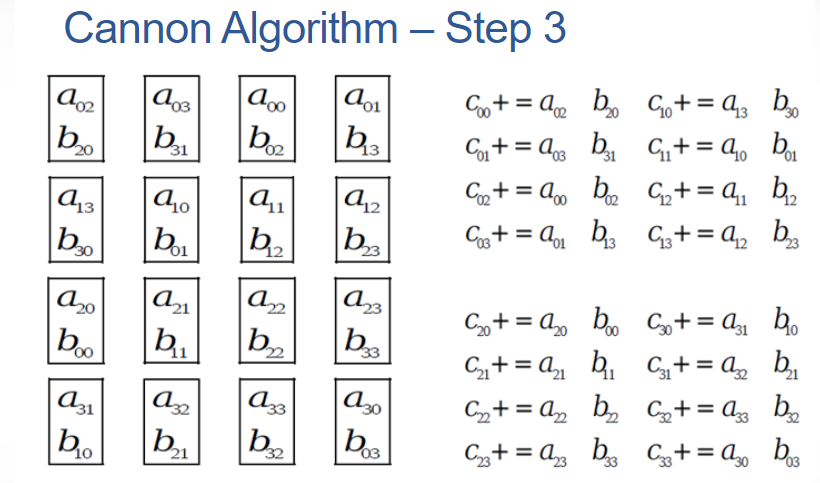 Cannon Algorithm – Step 3
a02 a03 a00 a01
b20 b31 b02 b13
a13 a10 a11 a12
b30 b01 b12 b23
a20 a21 a22 a23
b00 b11 b22 b33
a31 a32 a33 a30
b10 b21 b32 b03
c00+=a02 b20 c10+=a13 b30
c01+=a03 b31 c11+=a10 b01
c02+=a00 b02 c12+=a11 b12
c03+=a01 b13 c13+=a12 b23
c20+=a20 b00 c30+=a31 b10
c21+=a21 b11 c31+=a32 b21
c22+=a22 b22 c32+=a33 b32
c23+=a23 b33 c33+=a30 b03